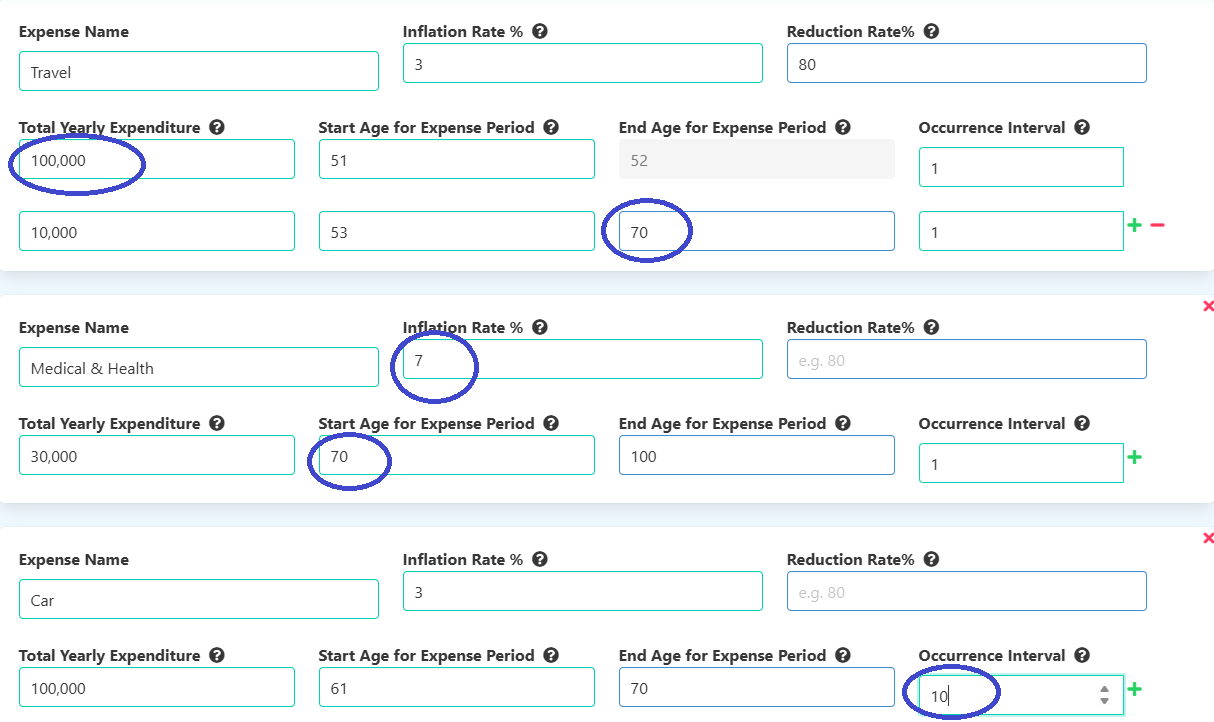 Expense Name Inflation Rate % ? Reduction Rate% ?
Travel 3 80
Total Yearly Expenditure ? Start Age for Expense Period ? End Age for Expense Period ? Occurrence Interval ?
100,000 51 52 1
10,000 53 70 1 + −
×
Expense Name Inflation Rate % ? Reduction Rate% ?
Medical & Health 7 e.g. 80
Total Yearly Expenditure ? Start Age for Expense Period ? End Age for Expense Period ? Occurrence Interval ?
30,000 70 100 1 +
×
Expense Name Inflation Rate % ? Reduction Rate% ?
Car 3 e.g. 80
Total Yearly Expenditure ? Start Age for Expense Period ? End Age for Expense Period ? Occurrence Interval ?
100,000 61 70 10 +